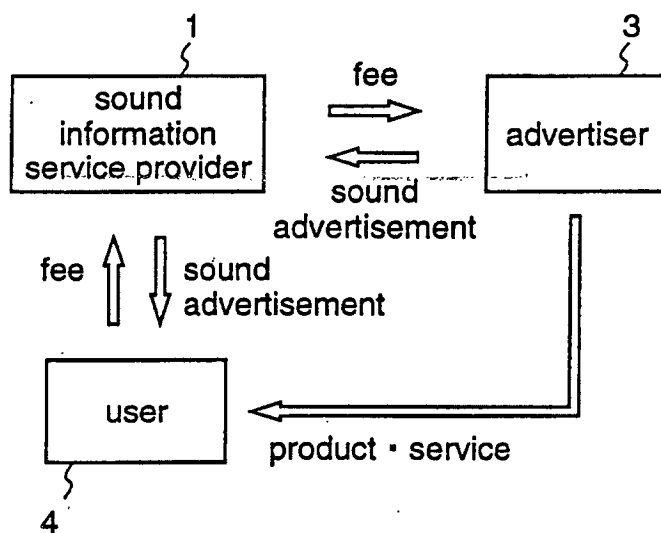 1
3
sound
information
service provider
fee
advertiser
sound
advertisement
fee
sound
advertisement
user
product・service
4